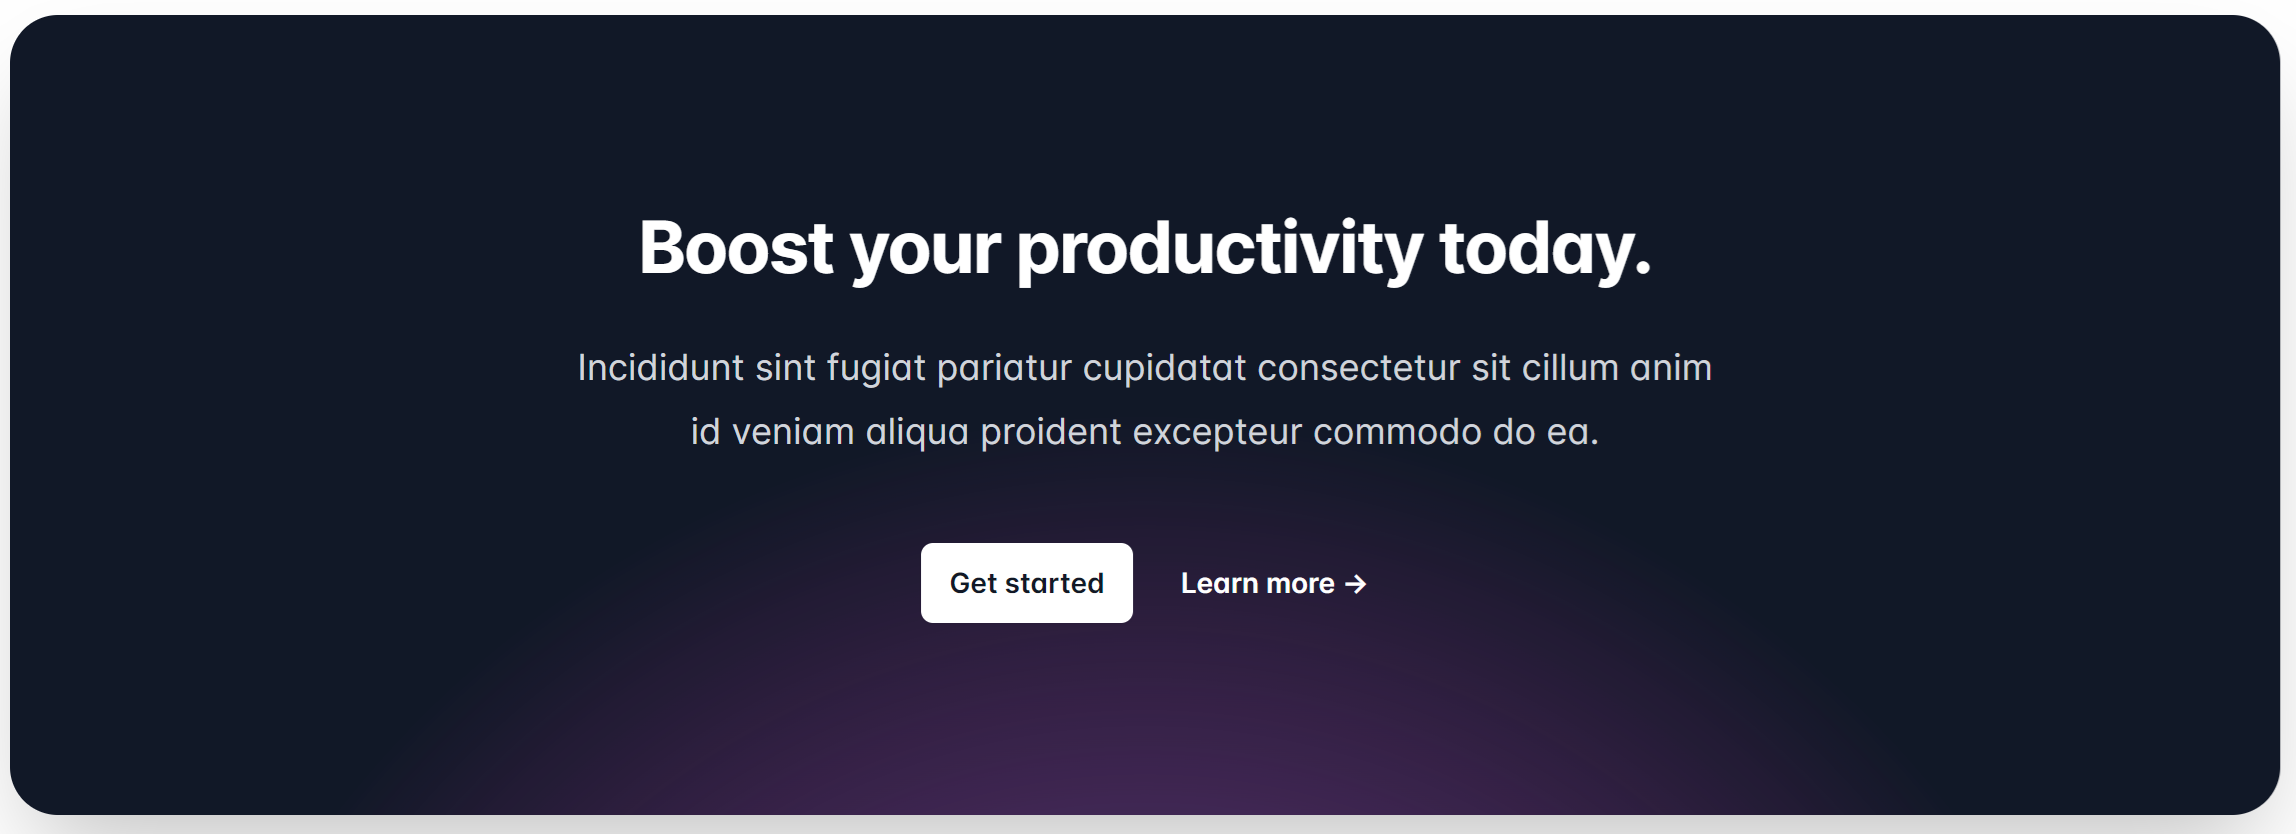 Boost your productivity today.
Incididunt sint fugiat pariatur cupidatat consectetur sit cillum anim
id veniam aliqua proident excepteur commodo do ea.
Get started
Learn more →